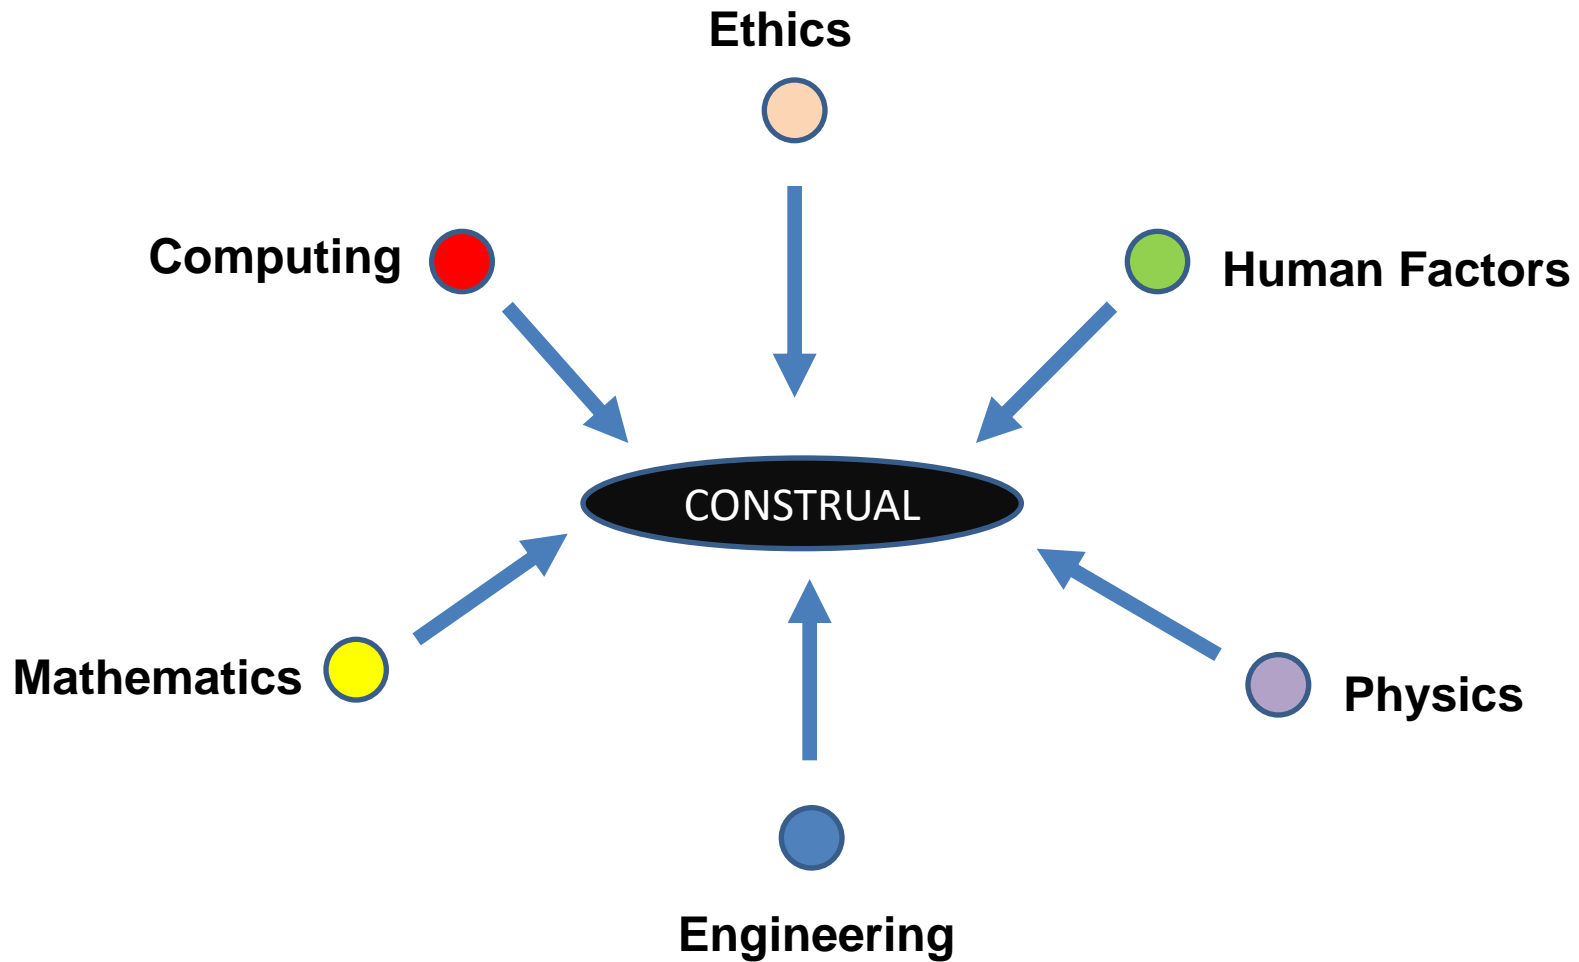 Ethics
Computing
Human Factors
CONSTRUAL
Mathematics
Physics
Engineering